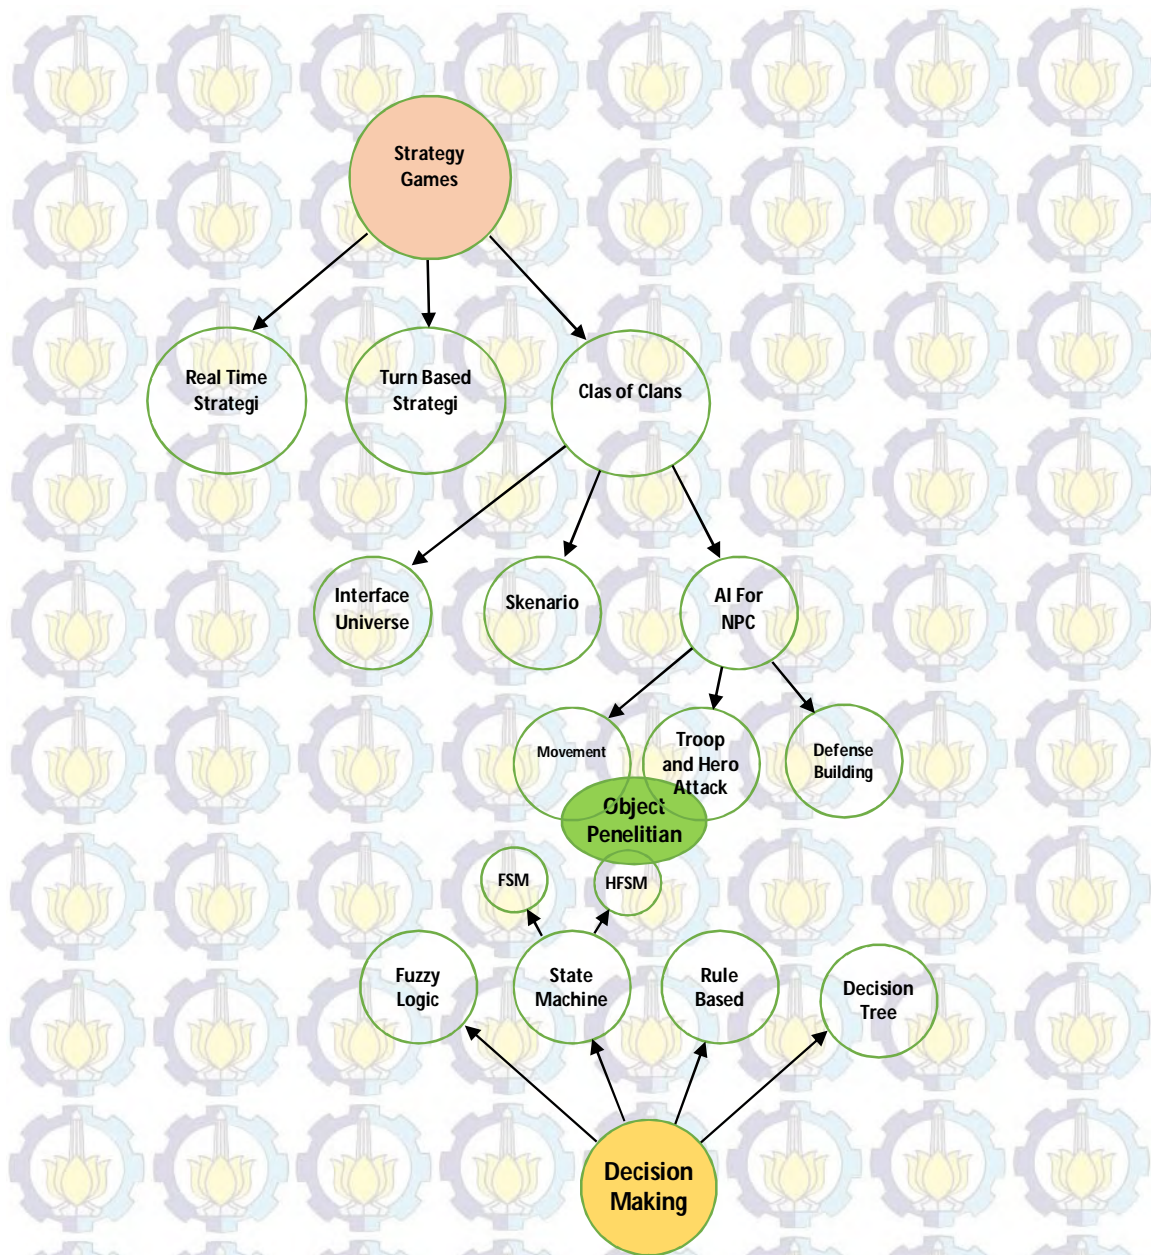 Strategy
Games
Real Time
Strategi
Turn Based
Strategi
Clas of Clans
Interface
Universe
Skenario
AI For
NPC
Movement
Troop
and Hero
Attack
Defense
Building
Object
Penelitian
FSM
HFSM
Fuzzy
Logic
State
Machine
Rule
Based
Decision
Tree
Decision
Making